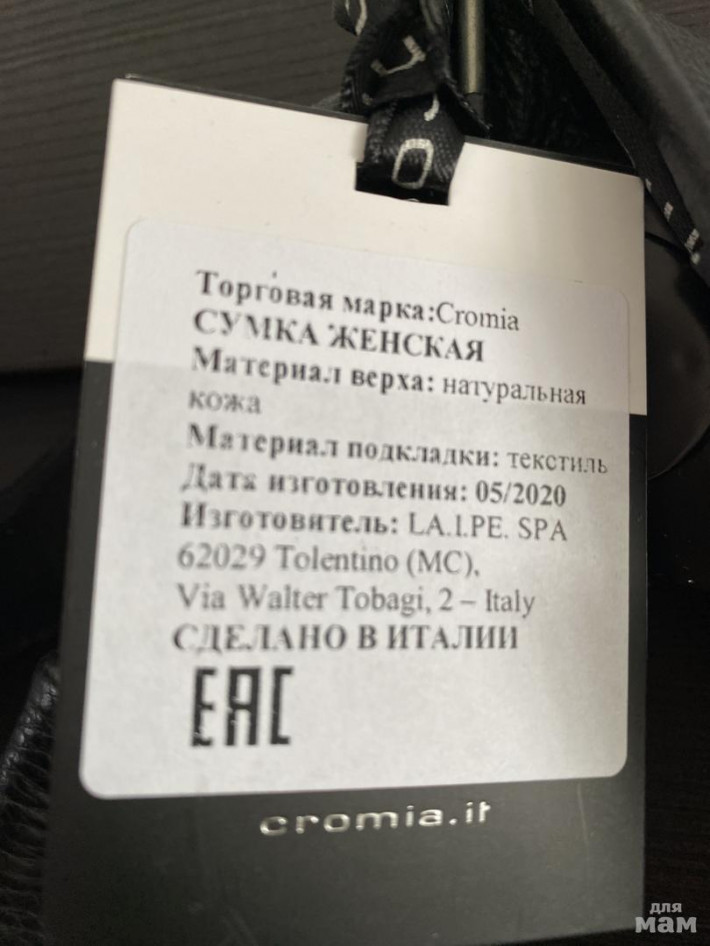 Торговая марка:Cromia
СУМКА ЖЕНСКАЯ
Материал верха: натуральная
кожа
Материал подкладки: текстиль
Дата изготовления: 05/2020
Изготовитель: LA.I.PE. SPA
62029 Tolentino (MC),
Via Walter Tobagi, 2 – Italy
СДЕЛАНО В ИТАЛИИ
EAC
cromia.it
для
мам